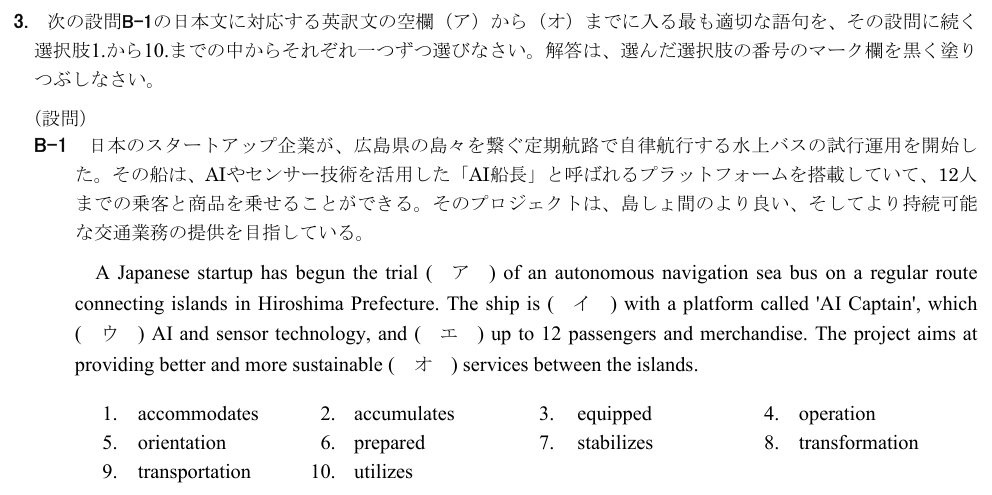 3. 次の設問B-1の日本文に対応する英訳文の空欄（ア）から（オ）までに入る最も適切な語句を、その設問に続く
選択肢1.から10.までの中からそれぞれ一つずつ選びなさい。解答は、選んだ選択肢の番号のマーク欄を黒く塗り
つぶしなさい。
（設問）
B-1 日本のスタートアップ企業が、広島県の島々を繋ぐ定期航路で自律航行する水上バスの試行運用を開始し
た。その船は、AIやセンサー技術を活用した「AI船長」と呼ばれるプラットフォームを搭載していて、12人
までの乗客と商品を乗せることができる。そのプロジェクトは、島しょ間のより良い、そしてより持続可能
な交通業務の提供を目指している。
A Japanese startup has begun the trial ( ア ) of an autonomous navigation sea bus on a regular route
connecting islands in Hiroshima Prefecture. The ship is ( イ ) with a platform called 'AI Captain', which
( ウ ) AI and sensor technology, and ( エ ) up to 12 passengers and merchandise. The project aims at
providing better and more sustainable ( オ ) services between the islands.
1. accommodates 2. accumulates 3. equipped 4. operation
5. orientation 6. prepared 7. stabilizes 8. transformation
9. transportation 10. utilizes